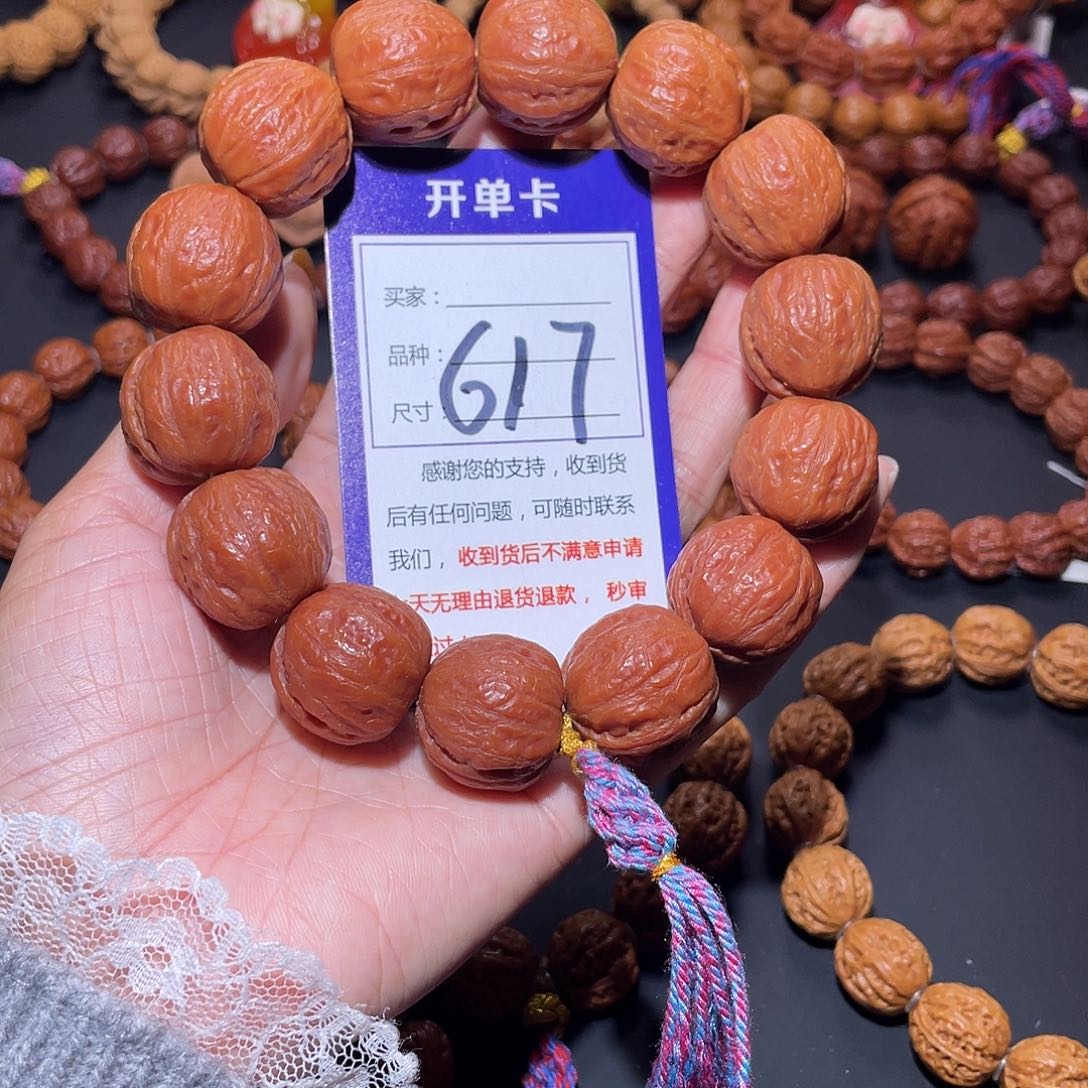 开单卡
买家：
品种：
617
尺寸：
感谢您的支持，收到货
后有任何问题，可随时联系
我们，收到货后不满意申请
天无理由退货退款，秒审
过